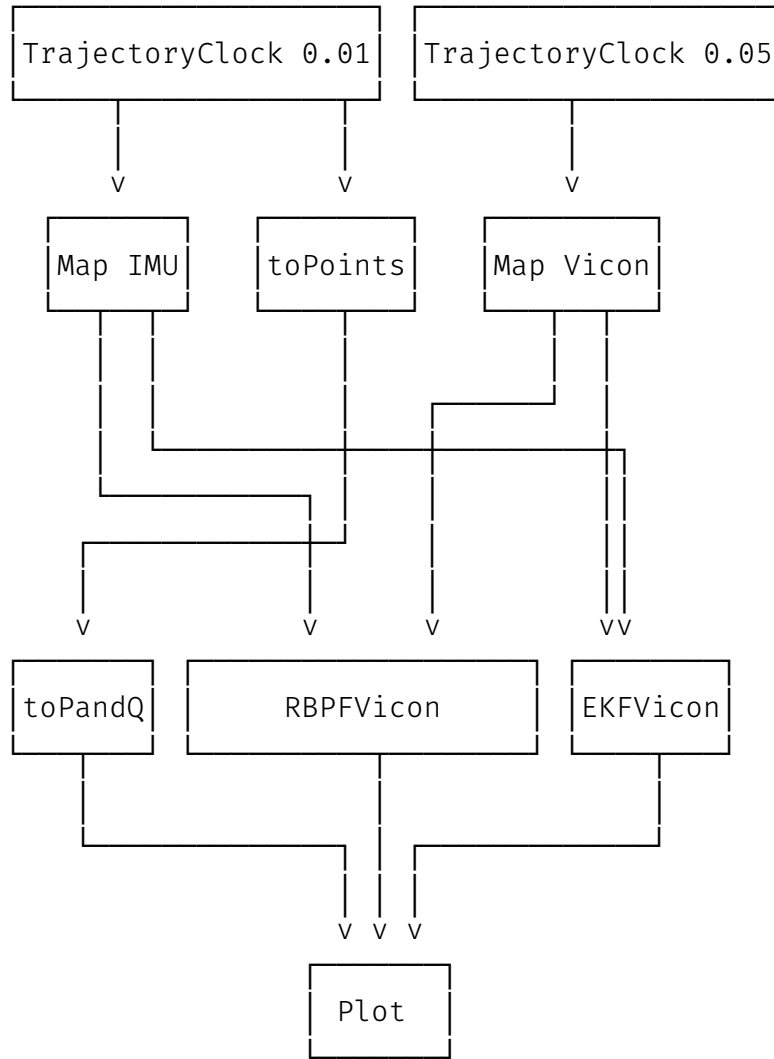 TrajectoryClock 0.01 TrajectoryClock 0.05
Map IMU toPoints Map Vicon
toPandQ RBPFVicon EKFVicon
Plot